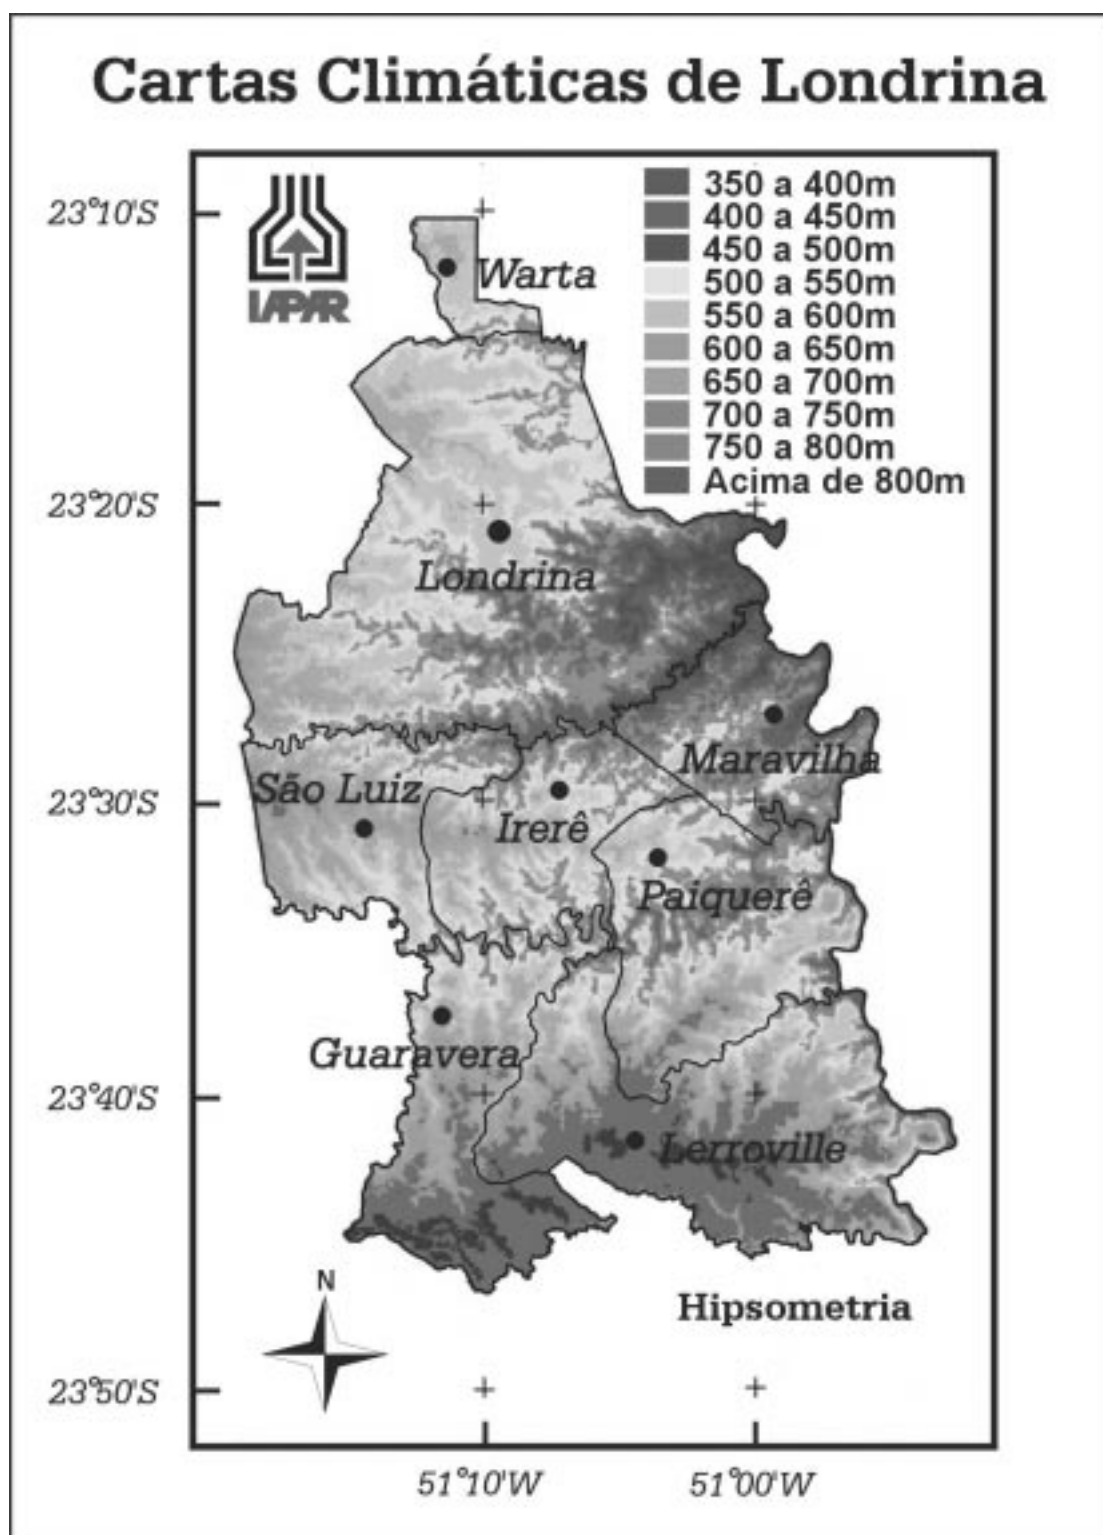 Cartas Climáticas de Londrina
23°10'S
IAPAR
350 a 400m
400 a 450m
450 a 500m
500 a 550m
550 a 600m
600 a 650m
650 a 700m
700 a 750m
750 a 800m
Acima de 800m
Warta
23°20'S
Londrina
Maravilha
São Luiz
23°30'S
Irerê
Paiquerê
Guaravera
23°40'S
Lerroville
N
Hipsometria
23°50'S
51°10'W
51°00'W